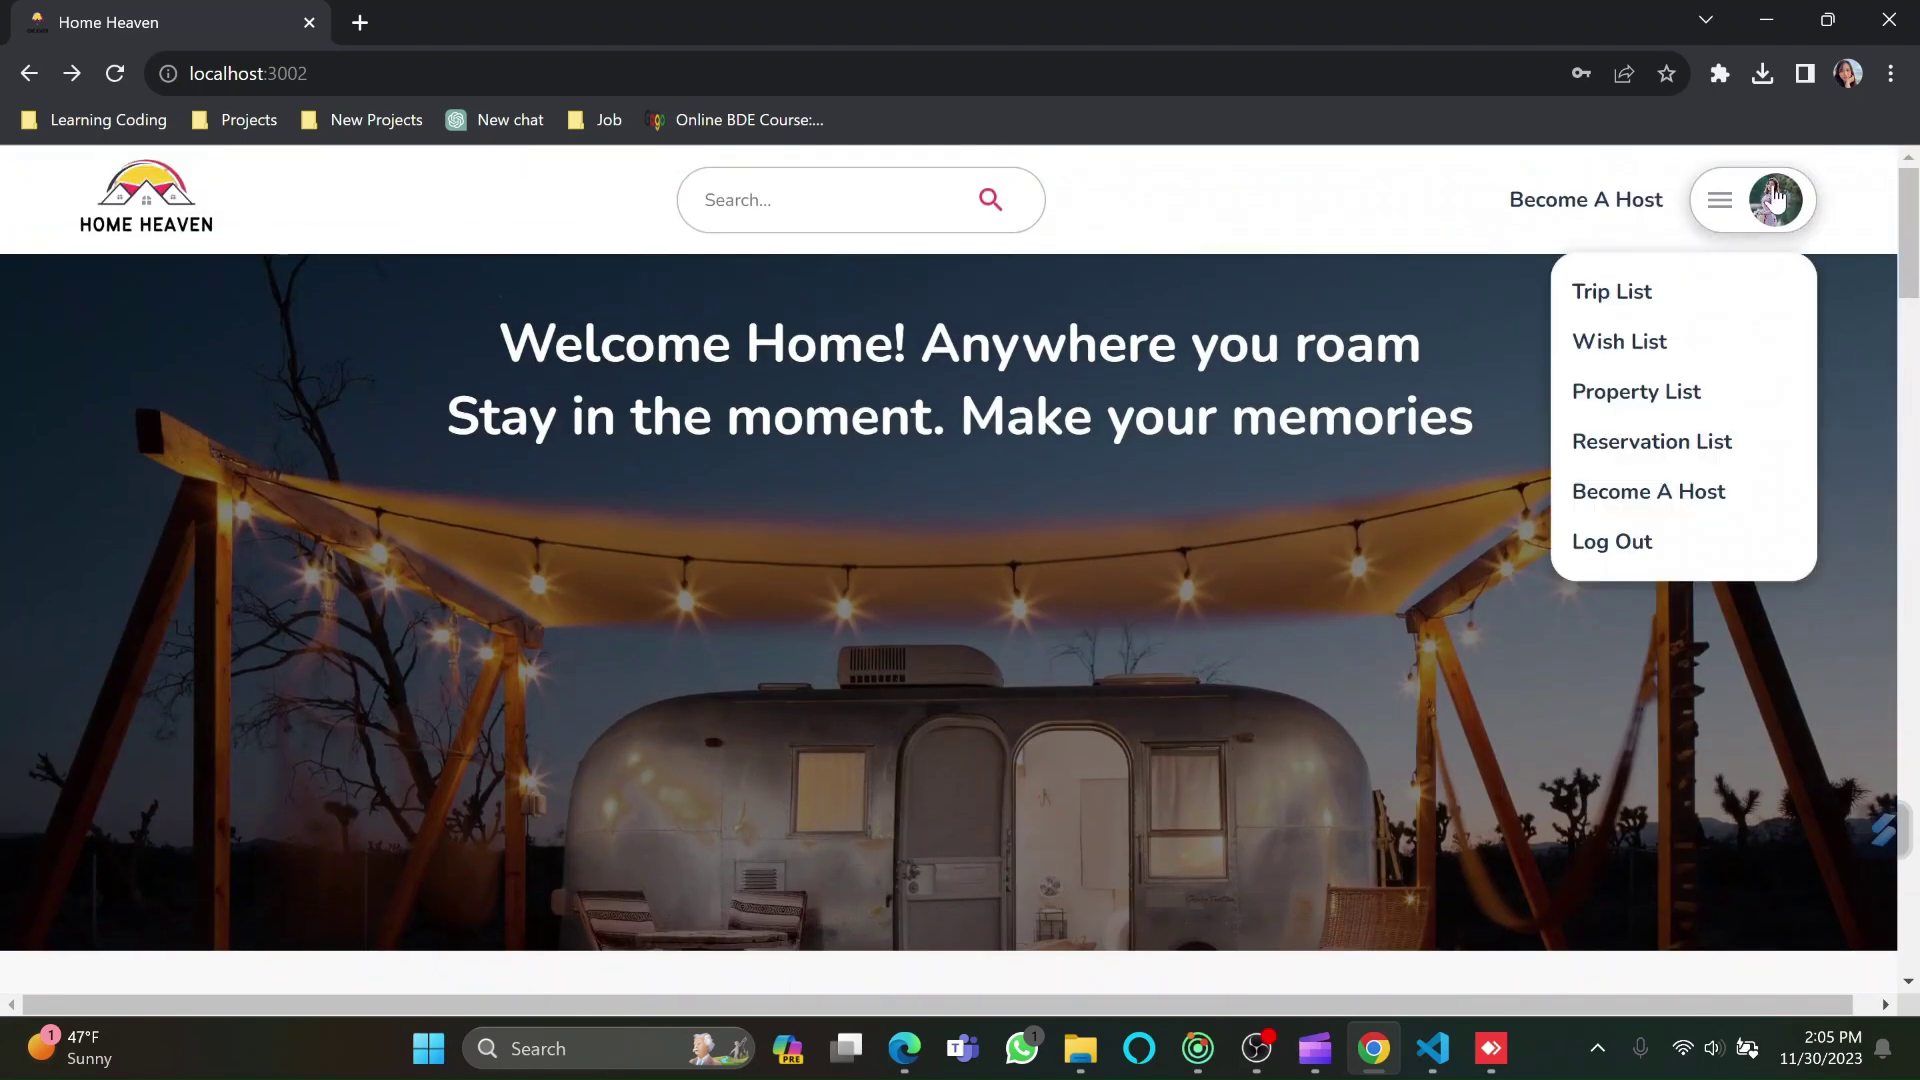 Home Heaven
localhost:3002
Learning Coding
Projects
New Projects
New chat
Job
Online BDE Course:...
HOME HEAVEN
Search...
Become A Host
Trip List
Wish List
Property List
Reservation List
Become A Host
Log Out
Welcome Home! Anywhere you roam
Stay in the moment. Make your memories
1
47°F
Sunny
Search
PRE
T
1
2:05 PM
11/30/2023